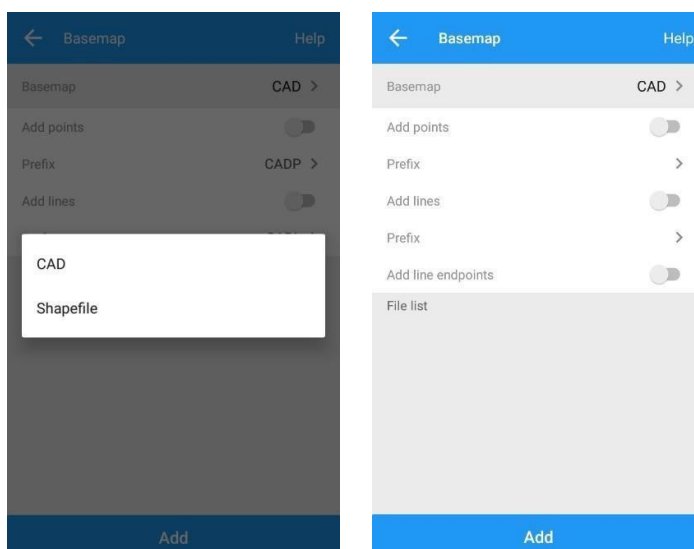 Basemap Help
Basemap CAD
Add points
Prefix CADP
Add lines
CAD
Shapefile
Add
Basemap Help
Basemap CAD
Add points
Prefix
Add lines
Prefix
Add line endpoints
File list
Add